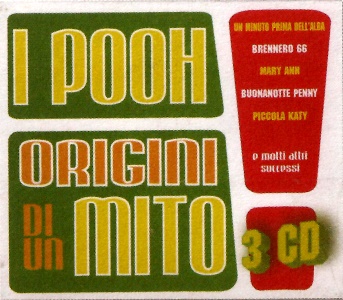 I POOH
ORIGINI
DI UN MITO
UN MINUTO PRIMA DELL'ALBA
BRENNERO 66
MARY ANN
BUONANOTTE PENNY
PICCOLA KATY
e molti altri
successi
3 CD